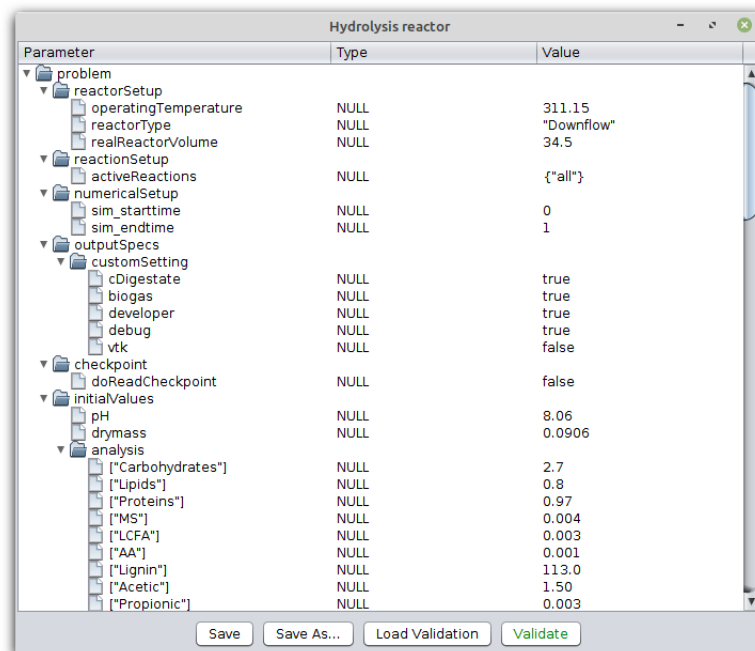 Hydrolysis reactor
Parameter Type Value
problem
reactorSetup
operatingTemperature NULL 311.15
reactorType NULL "Downflow"
realReactorVolume NULL 34.5
reactionSetup
activeReactions NULL {"all"}
numericalSetup
sim_starttime NULL 0
sim_endtime NULL 1
outputSpecs
customSetting
cDigestate NULL true
biogas NULL true
developer NULL true
debug NULL true
vtk NULL false
checkpoint
doReadCheckpoint NULL false
initialValues
pH NULL 8.06
drymass NULL 0.0906
analysis
["Carbohydrates"] NULL 2.7
["Lipids"] NULL 0.8
["Proteins"] NULL 0.97
["MS"] NULL 0.004
["LCFA"] NULL 0.003
["AA"] NULL 0.001
["Lignin"] NULL 113.0
["Acetic"] NULL 1.50
["Propionic"] NULL 0.003
Save Save As... Load Validation Validate